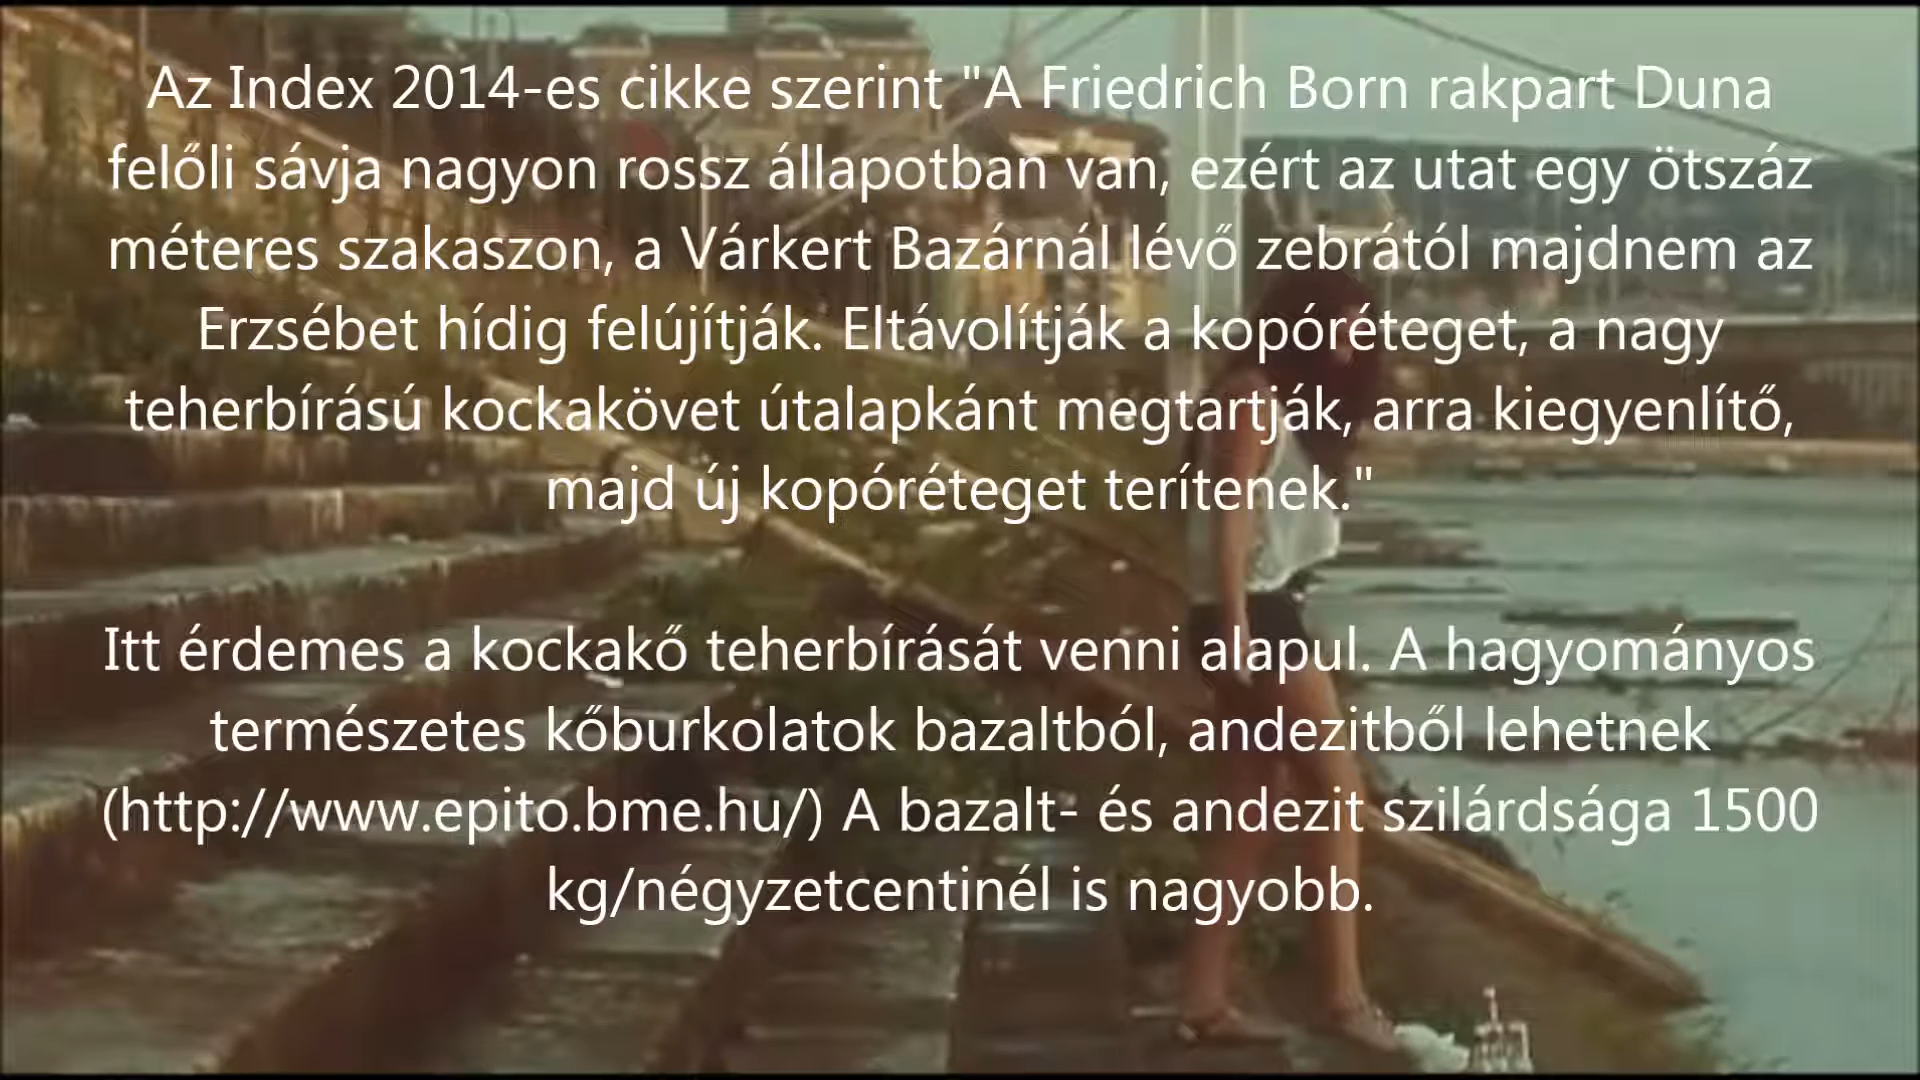 Az Index 2014-es cikke szerint "A Friedrich Born rakpart Duna
felőli sávja nagyon rossz állapotban van, ezért az utat egy ötszáz
méteres szakaszon, a Várkert Bazárnál lévő zebrától majdnem az
Erzsébet hídig felújítják. Eltávolítják a kopóréteget, a nagy
teherbírású kockakövet útalapkánt megtartják, arra kiegyenlítő,
majd új kopóréteget terítenek."
Itt érdemes a kockakő teherbírását venni alapul. A hagyományos
természetes kőburkolatok bazaltból, andezitből lehetnek
(http://www.epito.bme.hu/) A bazalt- és andezit szilárdsága 1500
kg/négyzetcentinél is nagyobb.